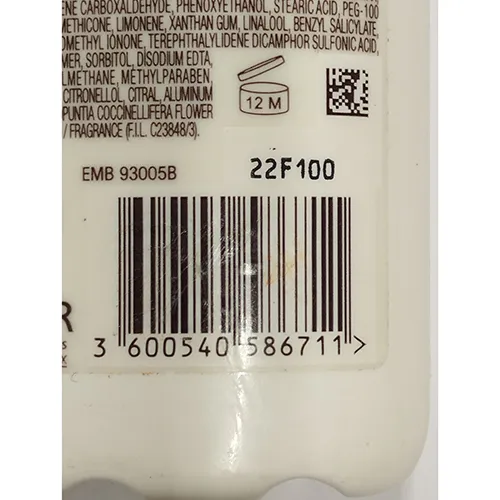 ENE CARBOXALDEHYDE, PHENOXYETHANOL, STEARIC ACID, PEG-100
METHICONE, LIMONENE, XANTHAN GUM, LINALOOL, BENZYL SALICYLATE,
OMETHYL IONONE, TEREPHTHALYLIDENE DICAMPHOR SULFONIC ACID,
MER, SORBITOL, DISODIUM EDTA,
LMETHANE, METHYLPARABEN,
CITRONELLOL, CITRAL, ALUMINUM
PUNTIA COCCINELLIFERA FLOWER
/ FRAGRANCE (F.I.L. C23848/3).
12 M
EMB 93005B
22F100
R
s
x
3 600540 586711>